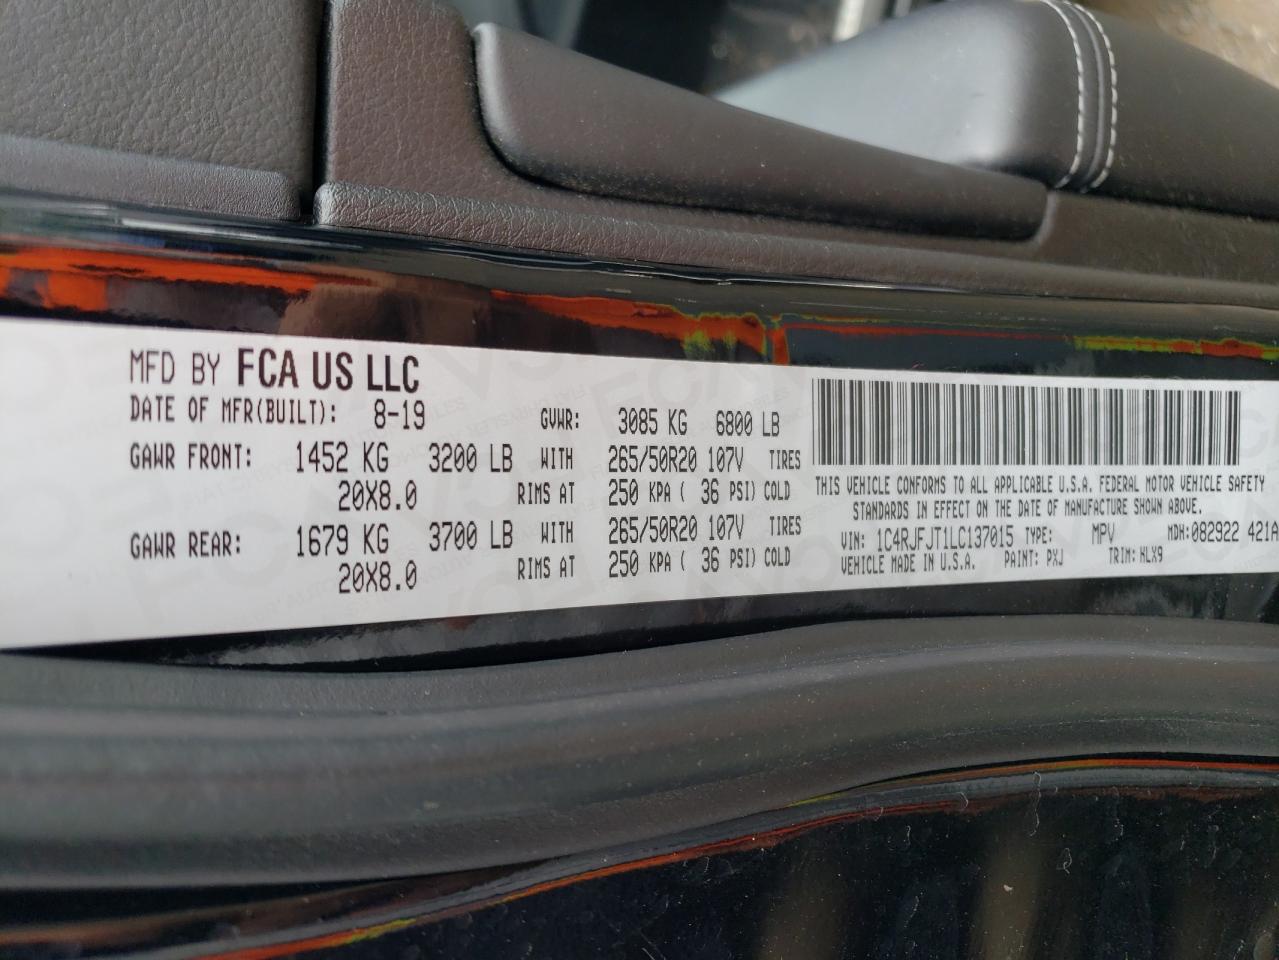 MFD BY FCA US LLC
DATE OF MFR(BUILT): 8-19 GVWR: 3085 KG 6800 LB
GAWR FRONT: 1452 KG 3200 LB WITH 265/50R20 107V TIRES
20X8.0 RIMS AT 250 KPA ( 36 PSI) COLD
GAWR REAR: 1679 KG 3700 LB WITH 265/50R20 107V TIRES
20X8.0 RIMS AT 250 KPA ( 36 PSI) COLD
THIS VEHICLE CONFORMS TO ALL APPLICABLE U.S.A. FEDERAL MOTOR VEHICLE SAFETY
STANDARDS IN EFFECT ON THE DATE OF MANUFACTURE SHOWN ABOVE.
VIN: 1C4RJFJT1LC137015 TYPE: MPV MDH:082922 421A
VEHICLE MADE IN U.S.A. PAINT: PXJ TRIM: HLX9